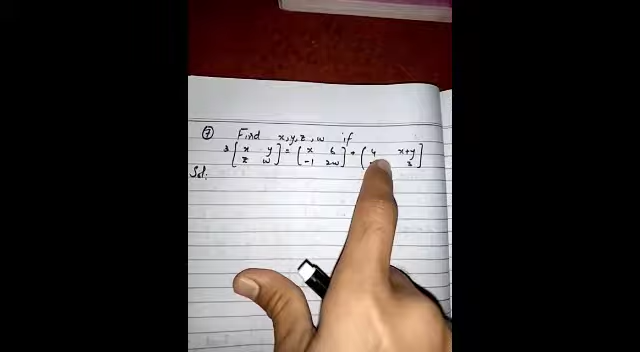 7 Find x, y, z, w if
3 [ x y = [ x 6 + [ 4 x+y
z w ] -1 2w ] 3 ]
Sol: